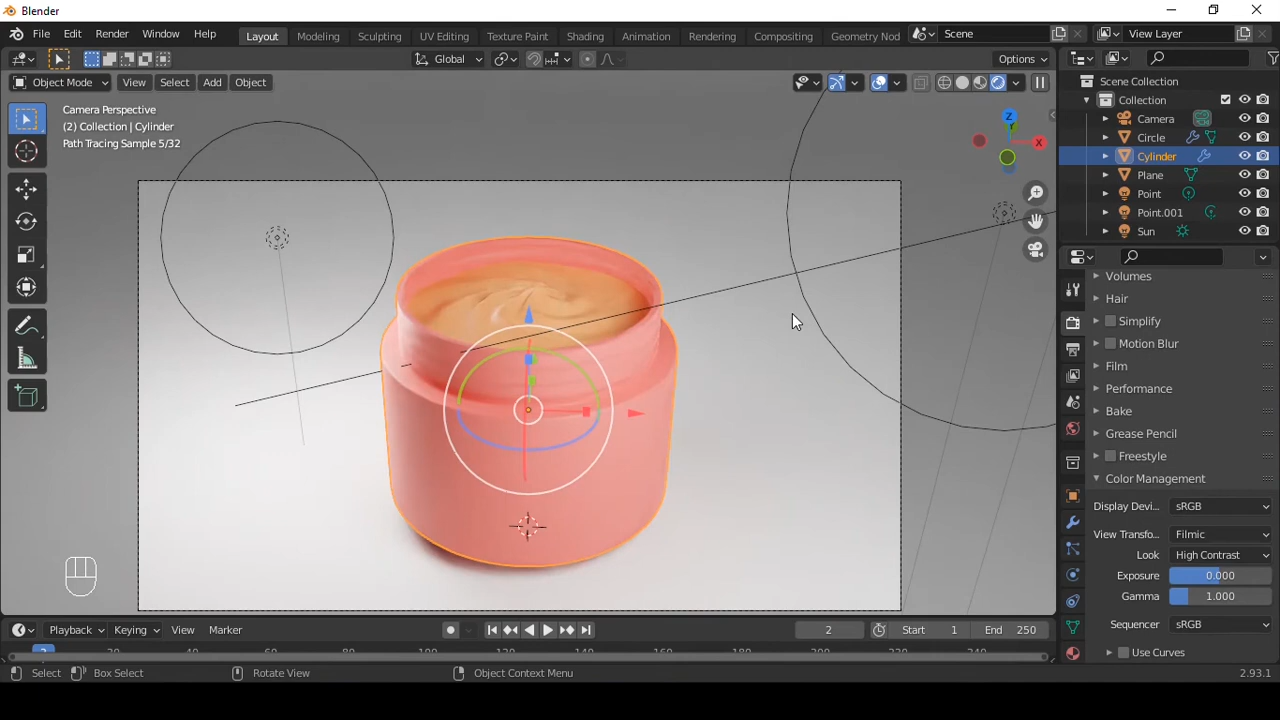 Blender
File Edit Render Window Help Layout Modeling Sculpting UV Editing Texture Paint Shading Animation Rendering Compositing Geometry Nod Scene View Layer
Global Options
Object Mode View Select Add Object
Camera Perspective
(2) Collection | Cylinder
Path Tracing Sample 5/32
Z
Y
X
Scene Collection
Collection
Camera
Circle
Cylinder
Plane
Point
Point.001
Sun
Volumes
Hair
Simplify
Motion Blur
Film
Performance
Bake
Grease Pencil
Freestyle
Color Management
Display Devi... sRGB
View Transfo... Filmic
Look High Contrast
Exposure 0.000
Gamma 1.000
Sequencer sRGB
Use Curves
Playback Keying View Marker 2 Start 1 End 250
Select Box Select Rotate View Object Context Menu 2.93.1